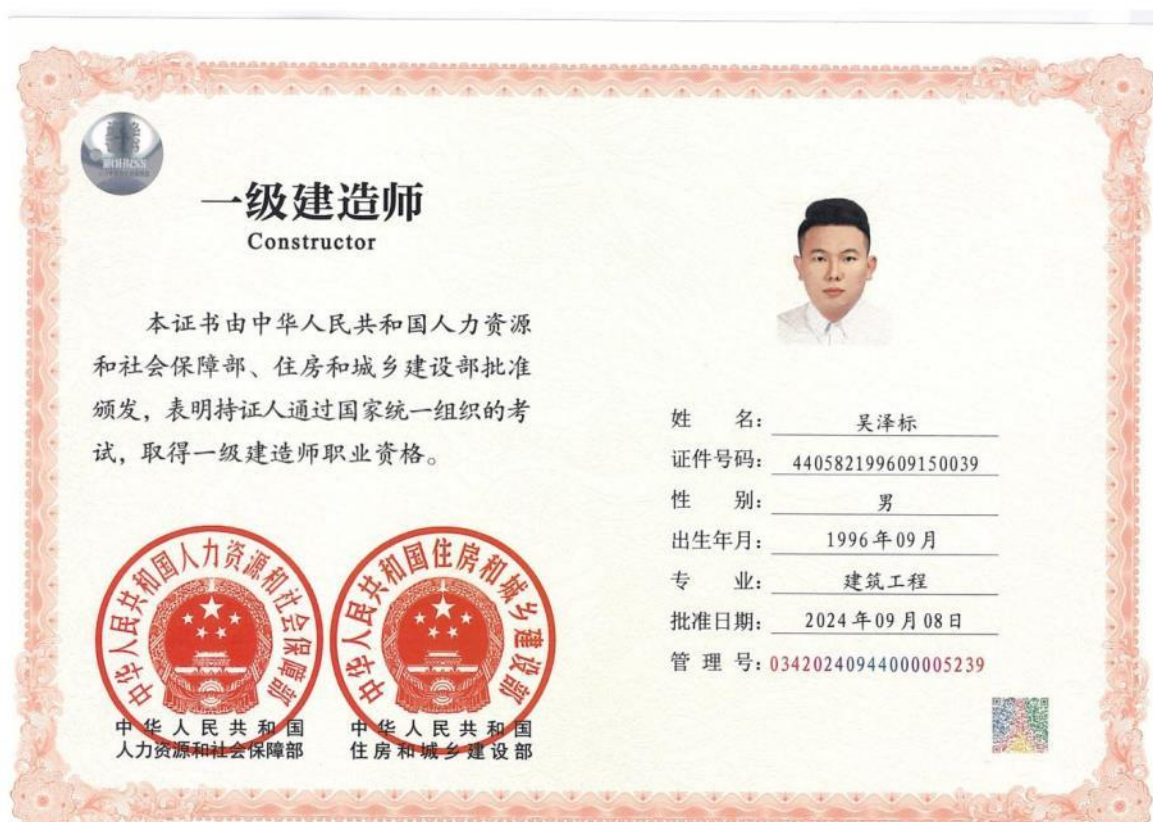 一级建造师
Constructor
本证书由中华人民共和国人力资源
和社会保障部、住房和城乡建设部批准
颁发，表明持证人通过国家统一组织的考
试，取得一级建造师职业资格。
中华人民共和国人力资源和社会保障部
中华人民共和国
人力资源和社会保障部
中华人民共和国住房和城乡建设部
中华人民共和国
住房和城乡建设部
姓 名： 吴泽标
证件号码： 440582199609150039
性 别： 男
出生年月： 1996年09月
专 业： 建筑工程
批准日期： 2024年09月08日
管 理 号：03420240944000005239